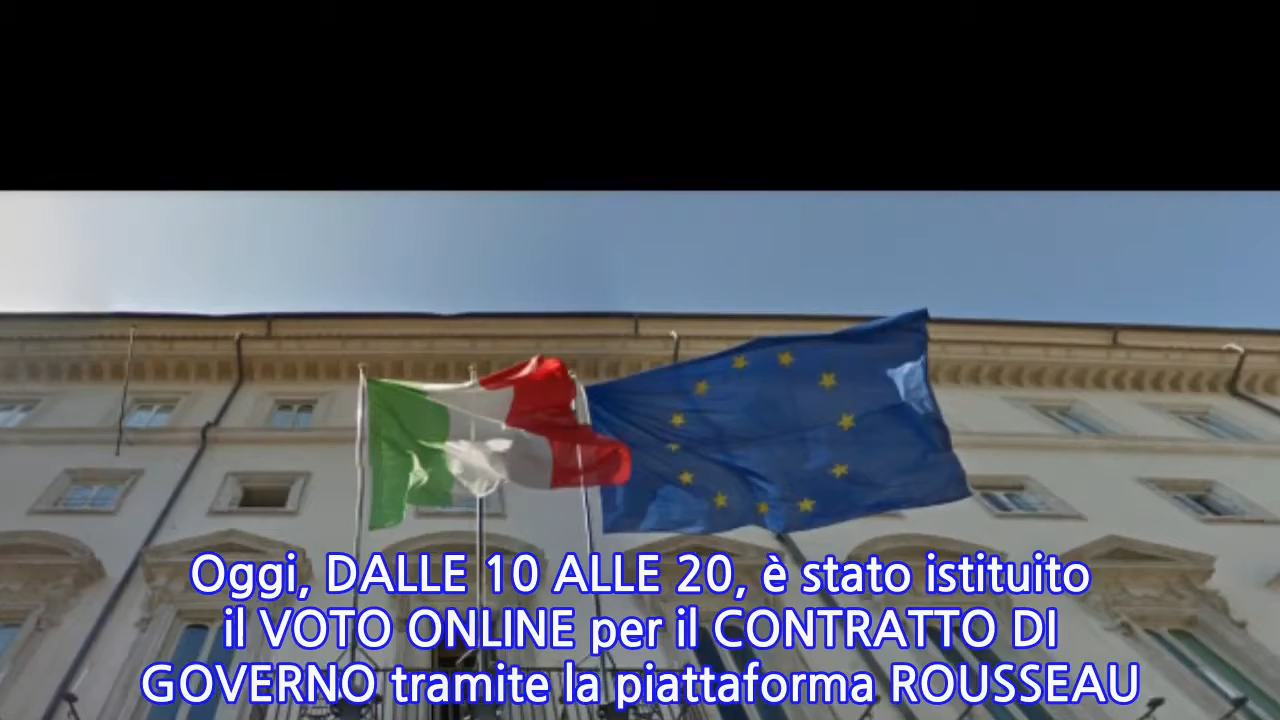 Oggi, DALLE 10 ALLE 20, è stato istituito
il VOTO ONLINE per il CONTRATTO DI
GOVERNO tramite la piattaforma ROUSSEAU